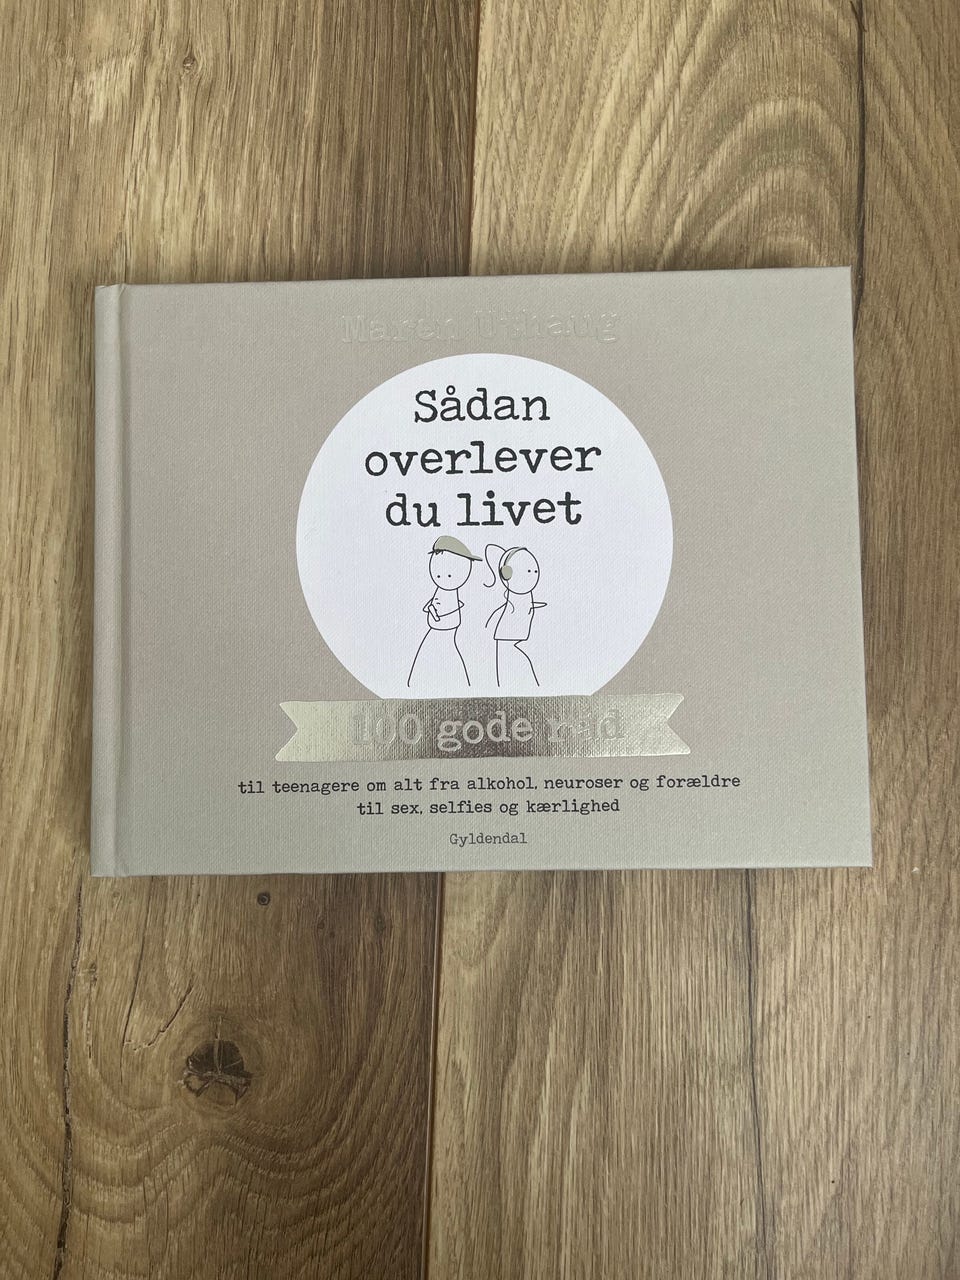 Maren Uthaug
Sådan
overlever
du livet
100 gode råd
til teenagere om alt fra alkohol, neuroser og forældre
til sex, selfies og kærlighed
Gyldendal